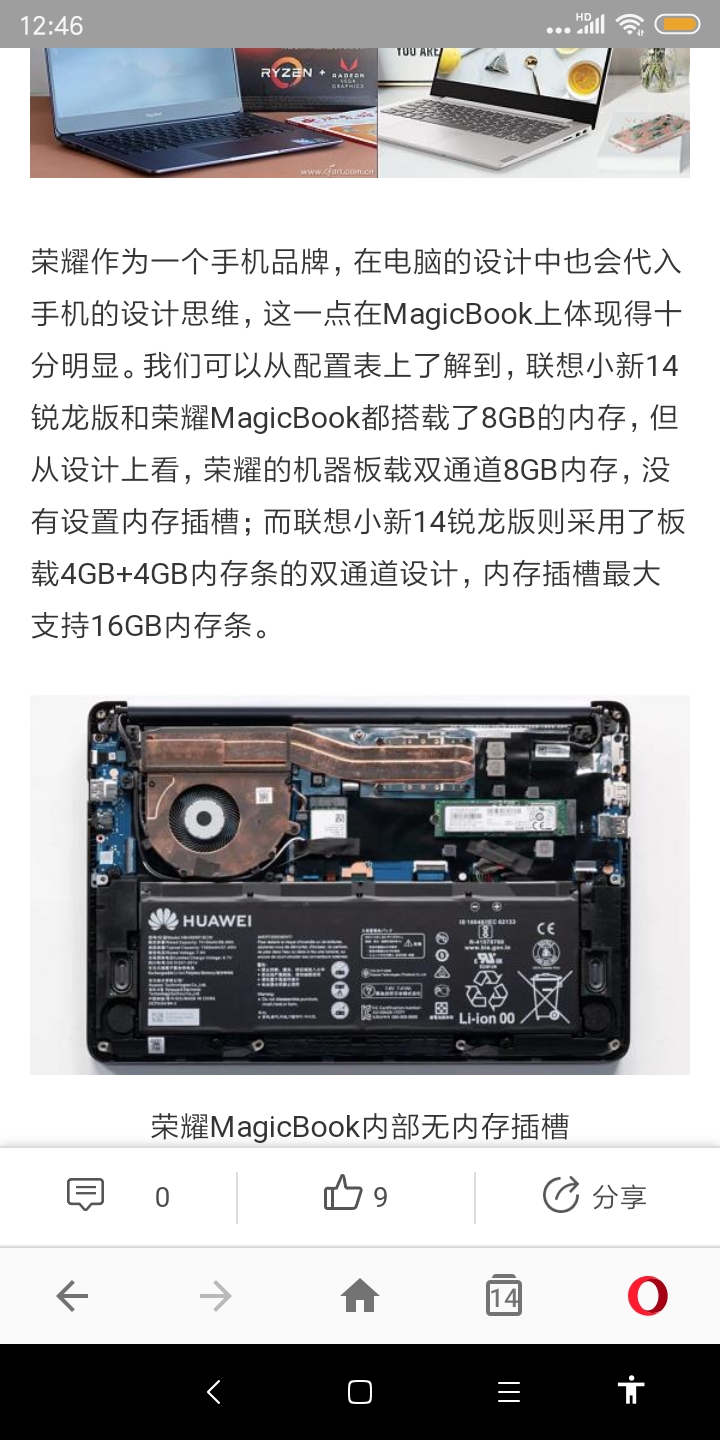 12:46
HD
YOU ARE
RYZEN + RADEON
VEGA
GRAPHICS
www.cfan.com.cn
荣耀作为一个手机品牌，在电脑的设计中也会代入
手机的设计思维，这一点在MagicBook上体现得十
分明显。我们可以从配置表上了解到，联想小新14
锐龙版和荣耀MagicBook都搭载了8GB的内存，但
从设计上看，荣耀的机器板载双通道8GB内存，没
有设置内存插槽；而联想小新14锐龙版则采用了板
载4GB+4GB内存条的双通道设计，内存插槽最大
支持16GB内存条。
HUAWEI
CE
Li-ion 00
荣耀MagicBook内部无内存插槽
0
9
分享
14